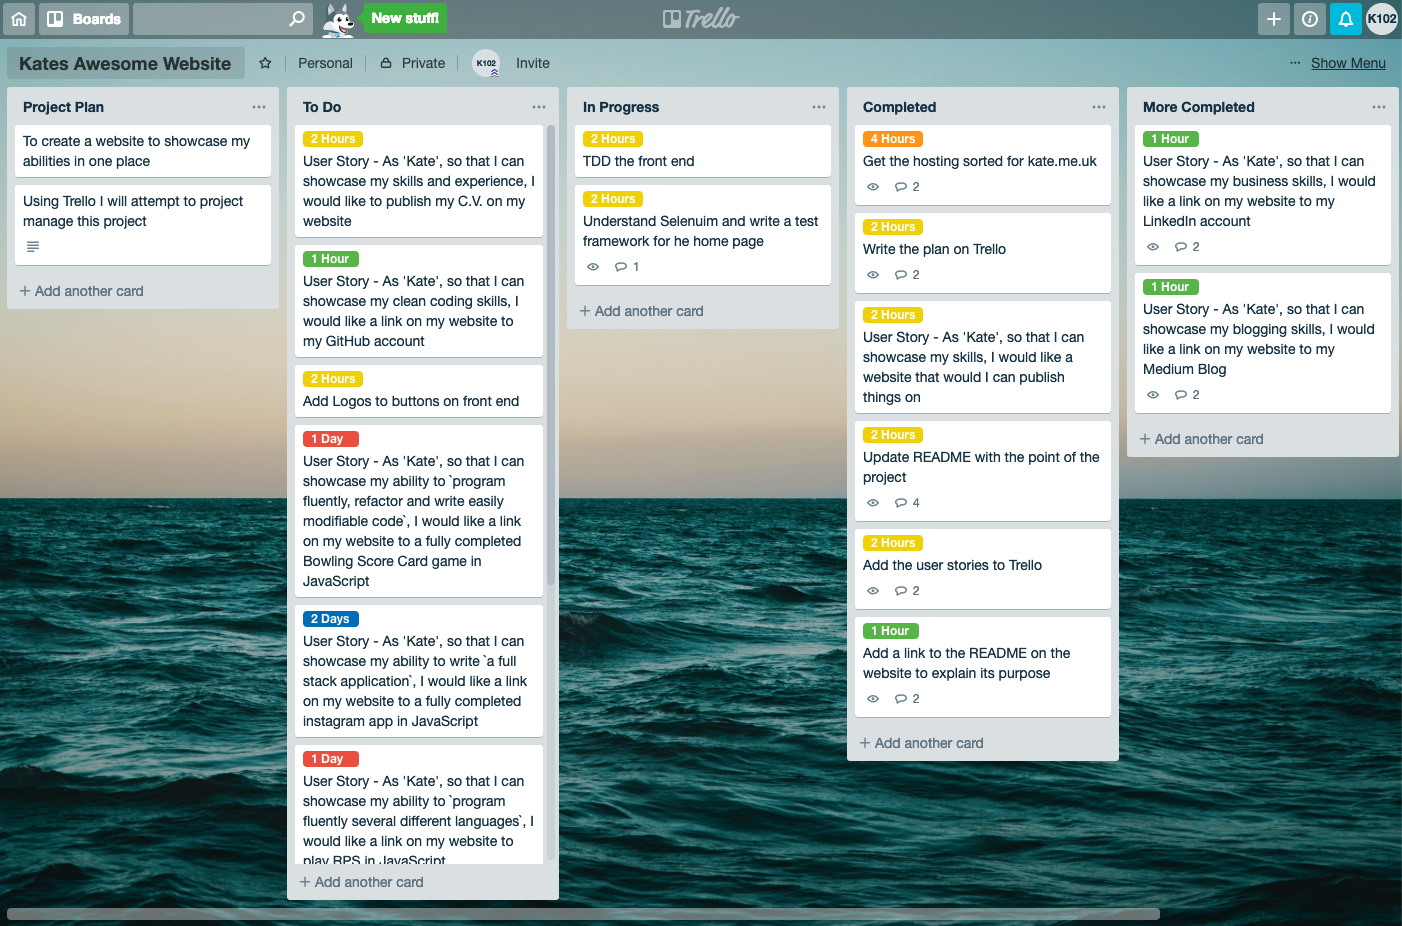 Boards
New stuff!
Trello
K102
Kates Awesome Website
Personal
Private
K102
Invite
Show Menu
Project Plan
To create a website to showcase my
abilities in one place
Using Trello I will attempt to project
manage this project
Add another card
To Do
2 Hours
User Story - As 'Kate', so that I can
showcase my skills and experience, I
would like to publish my C.V. on my
website
1 Hour
User Story - As 'Kate', so that I can
showcase my clean coding skills, I
would like a link on my website to
my GitHub account
2 Hours
Add Logos to buttons on front end
1 Day
User Story - As 'Kate', so that I can
showcase my ability to `program
fluently, refactor and write easily
modifiable code`, I would like a link
on my website to a fully completed
Bowling Score Card game in
JavaScript
2 Days
User Story - As 'Kate', so that I can
showcase my ability to write `a full
stack application`, I would like a link
on my website to a fully completed
instagram app in JavaScript
1 Day
User Story - As 'Kate', so that I can
showcase my ability to `program
fluently several different languages`, I
would like a link on my website to
play RPS in JavaScript
Add another card
In Progress
2 Hours
TDD the front end
2 Hours
Understand Selenuim and write a test
framework for he home page
1
Add another card
Completed
4 Hours
Get the hosting sorted for kate.me.uk
2
2 Hours
Write the plan on Trello
2
2 Hours
User Story - As 'Kate', so that I can
showcase my skills, I would like a
website that would I can publish
things on
2 Hours
Update README with the point of the
project
4
2 Hours
Add the user stories to Trello
2
1 Hour
Add a link to the README on the
website to explain its purpose
2
Add another card
More Completed
1 Hour
User Story - As 'Kate', so that I can
showcase my business skills, I would
like a link on my website to my
LinkedIn account
2
1 Hour
User Story - As 'Kate', so that I can
showcase my blogging skills, I would
like a link on my website to my
Medium Blog
2
Add another card